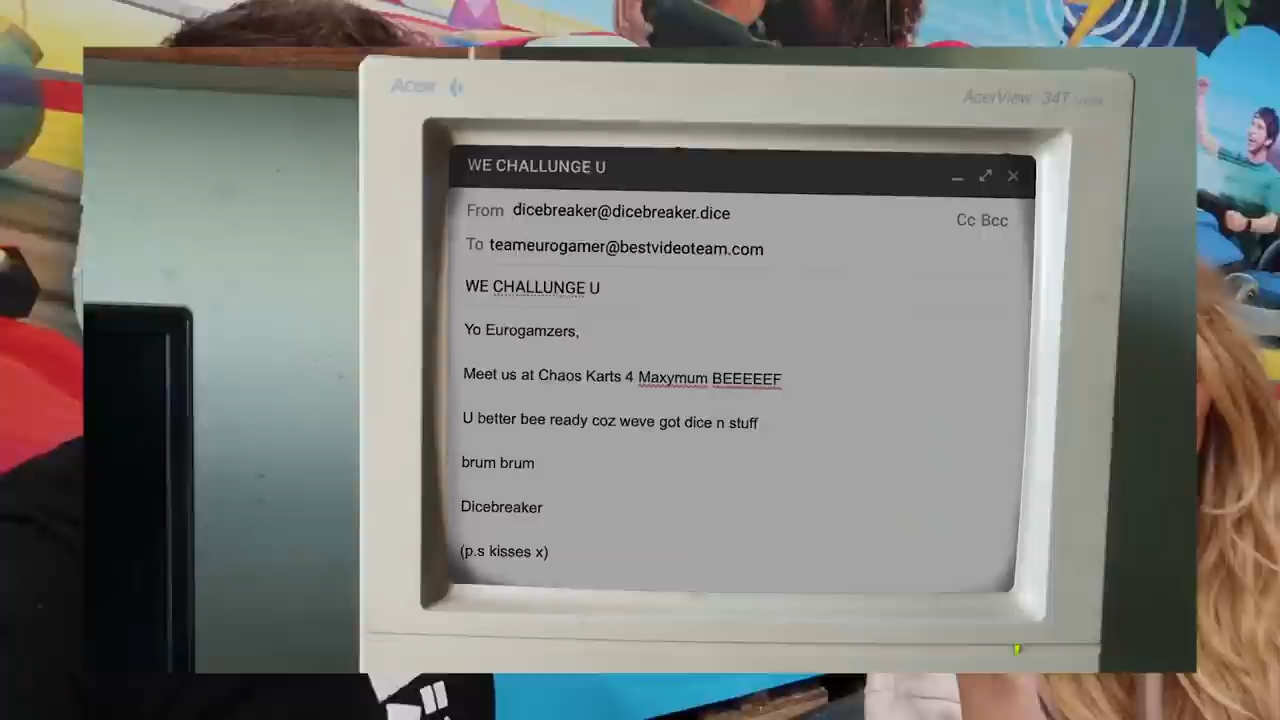 Acer
AcerView 34T
WE CHALLUNGE U
From dicebreaker@dicebreaker.dice
Cc Bcc
To teameurogamer@bestvideoteam.com
WE CHALLUNGE U
Yo Eurogamzers,
Meet us at Chaos Karts 4 Maxymum BEEEEEF
U better bee ready coz weve got dice n stuff
brum brum
Dicebreaker
(p.s kisses x)